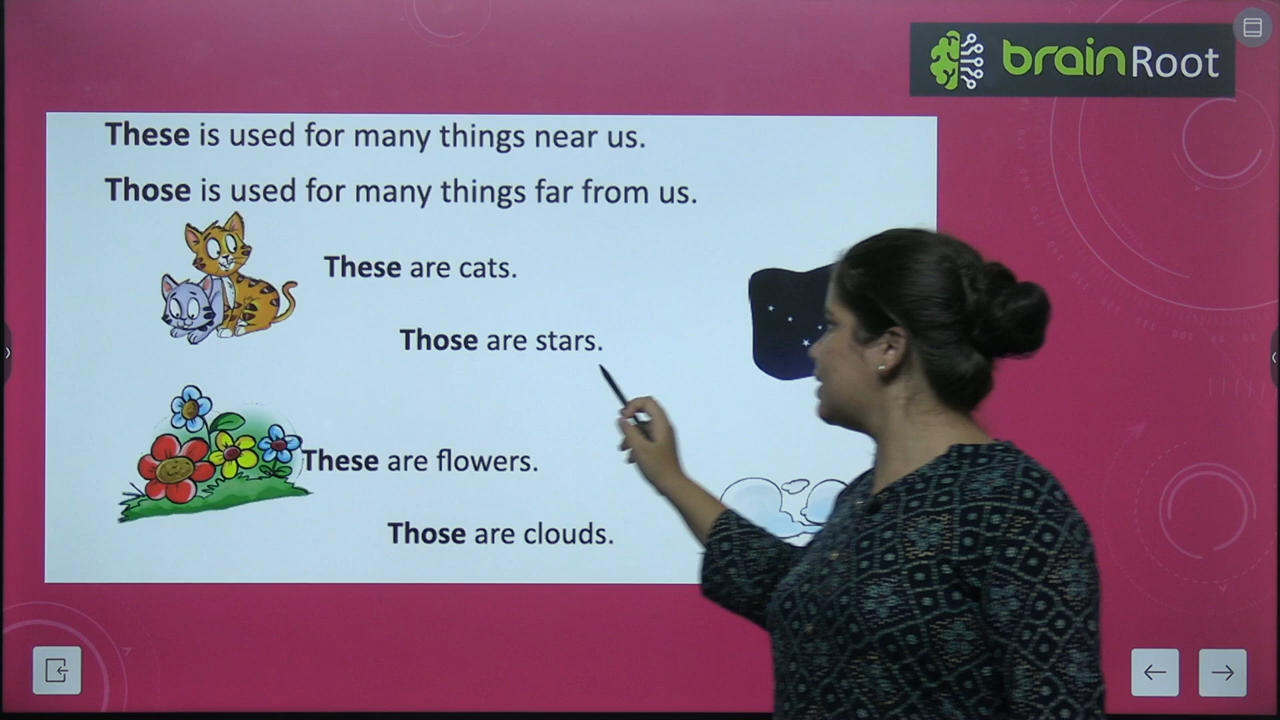 brainRoot
These is used for many things near us.
Those is used for many things far from us.
These are cats.
Those are stars.
These are flowers.
Those are clouds.